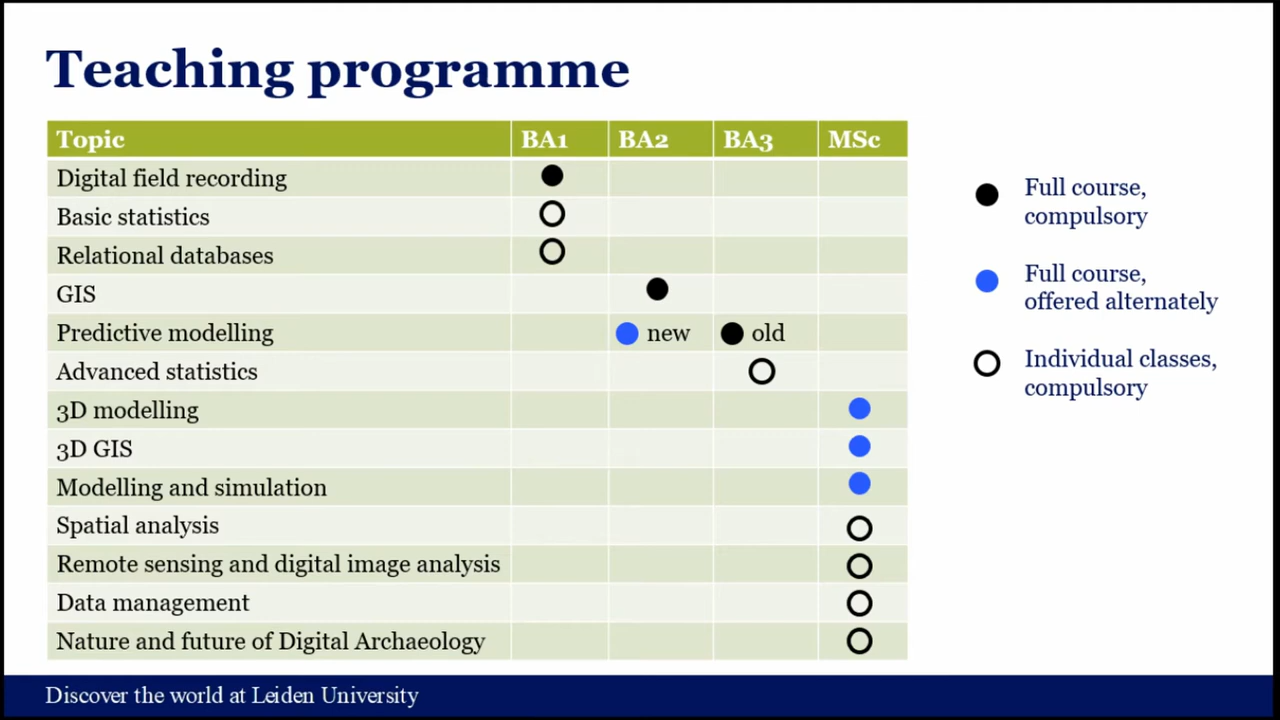 Teaching programme
Topic BA1 BA2 BA3 MSc
Digital field recording
Basic statistics
Relational databases
GIS
Predictive modelling new old
Advanced statistics
3D modelling
3D GIS
Modelling and simulation
Spatial analysis
Remote sensing and digital image analysis
Data management
Nature and future of Digital Archaeology
Full course,
compulsory
Full course,
offered alternately
Individual classes,
compulsory
Discover the world at Leiden University